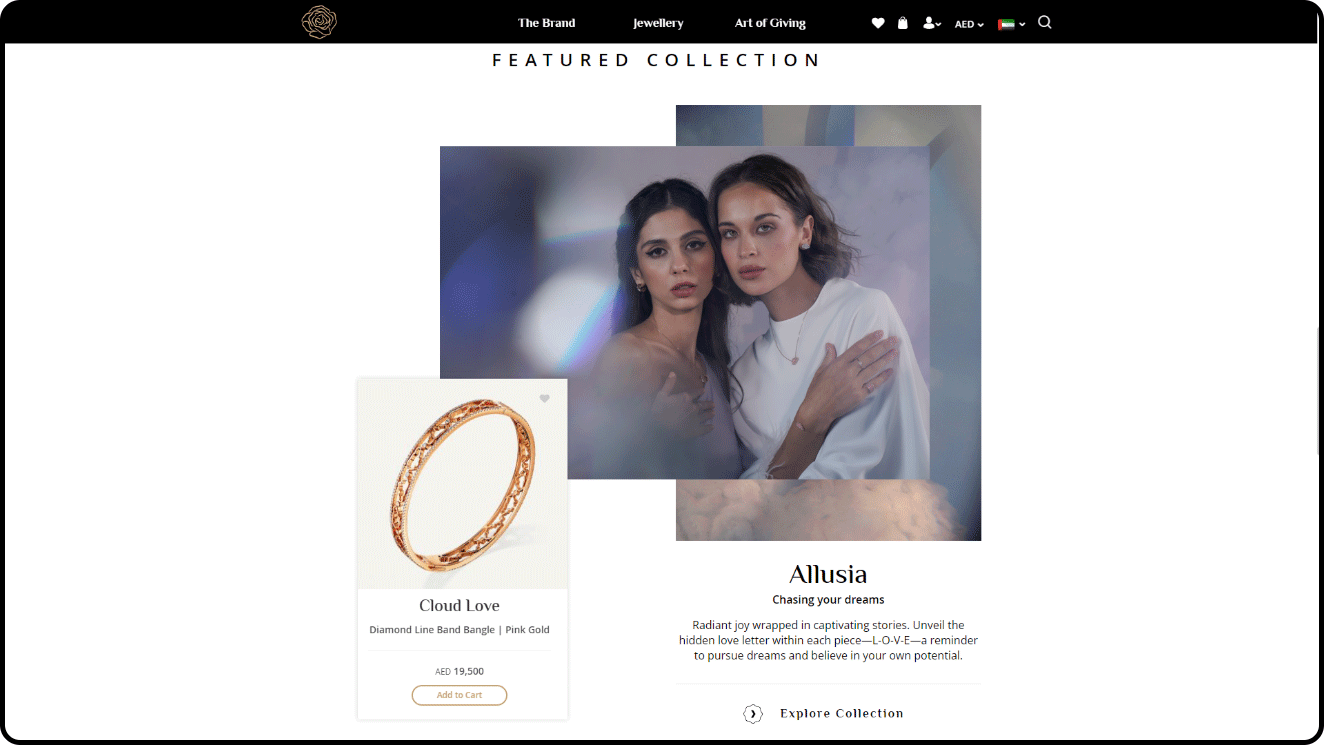 The Brand
Jewellery
Art of Giving
AED
FEATURED COLLECTION
Cloud Love
Diamond Line Band Bangle | Pink Gold
AED 19,500
Add to Cart
Allusia
Chasing your dreams
Radiant joy wrapped in captivating stories. Unveil the
hidden love letter within each piece—L-O-V-E—a reminder
to pursue dreams and believe in your own potential.
Explore Collection